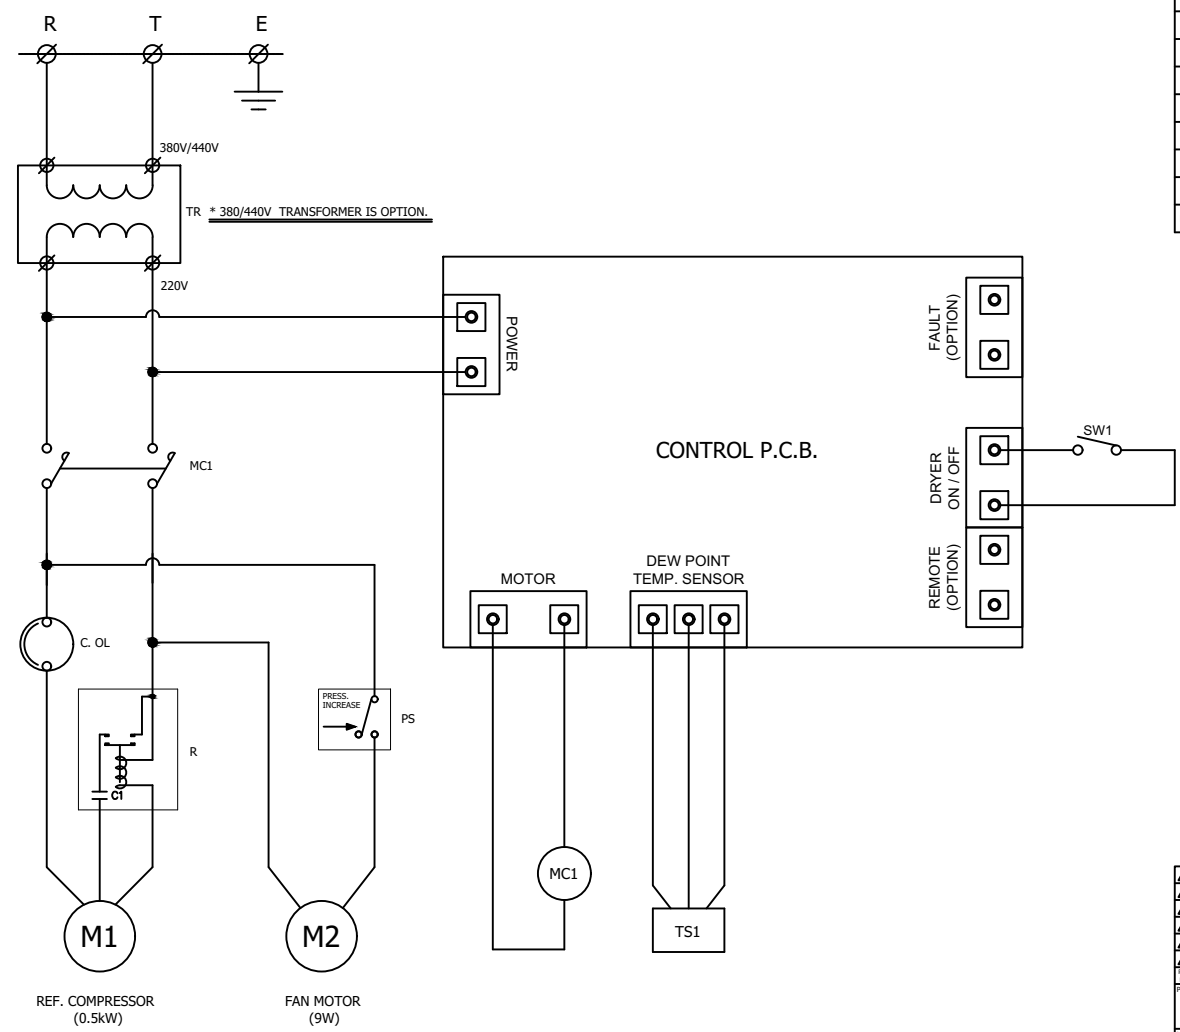 R T E
380V/440V
TR * 380/440V TRANSFORMER IS OPTION.
220V
POWER
FAULT
(OPTION)
CONTROL P.C.B.
SW1
DRYER
ON / OFF
MC1
REMOTE
(OPTION)
MOTOR
DEW POINT
TEMP. SENSOR
C. OL
PRESS.
INCREASE
PS
R
C1
MC1
TS1
M1
M2
REF. COMPRESSOR
(0.5kW)
FAN MOTOR
(9W)